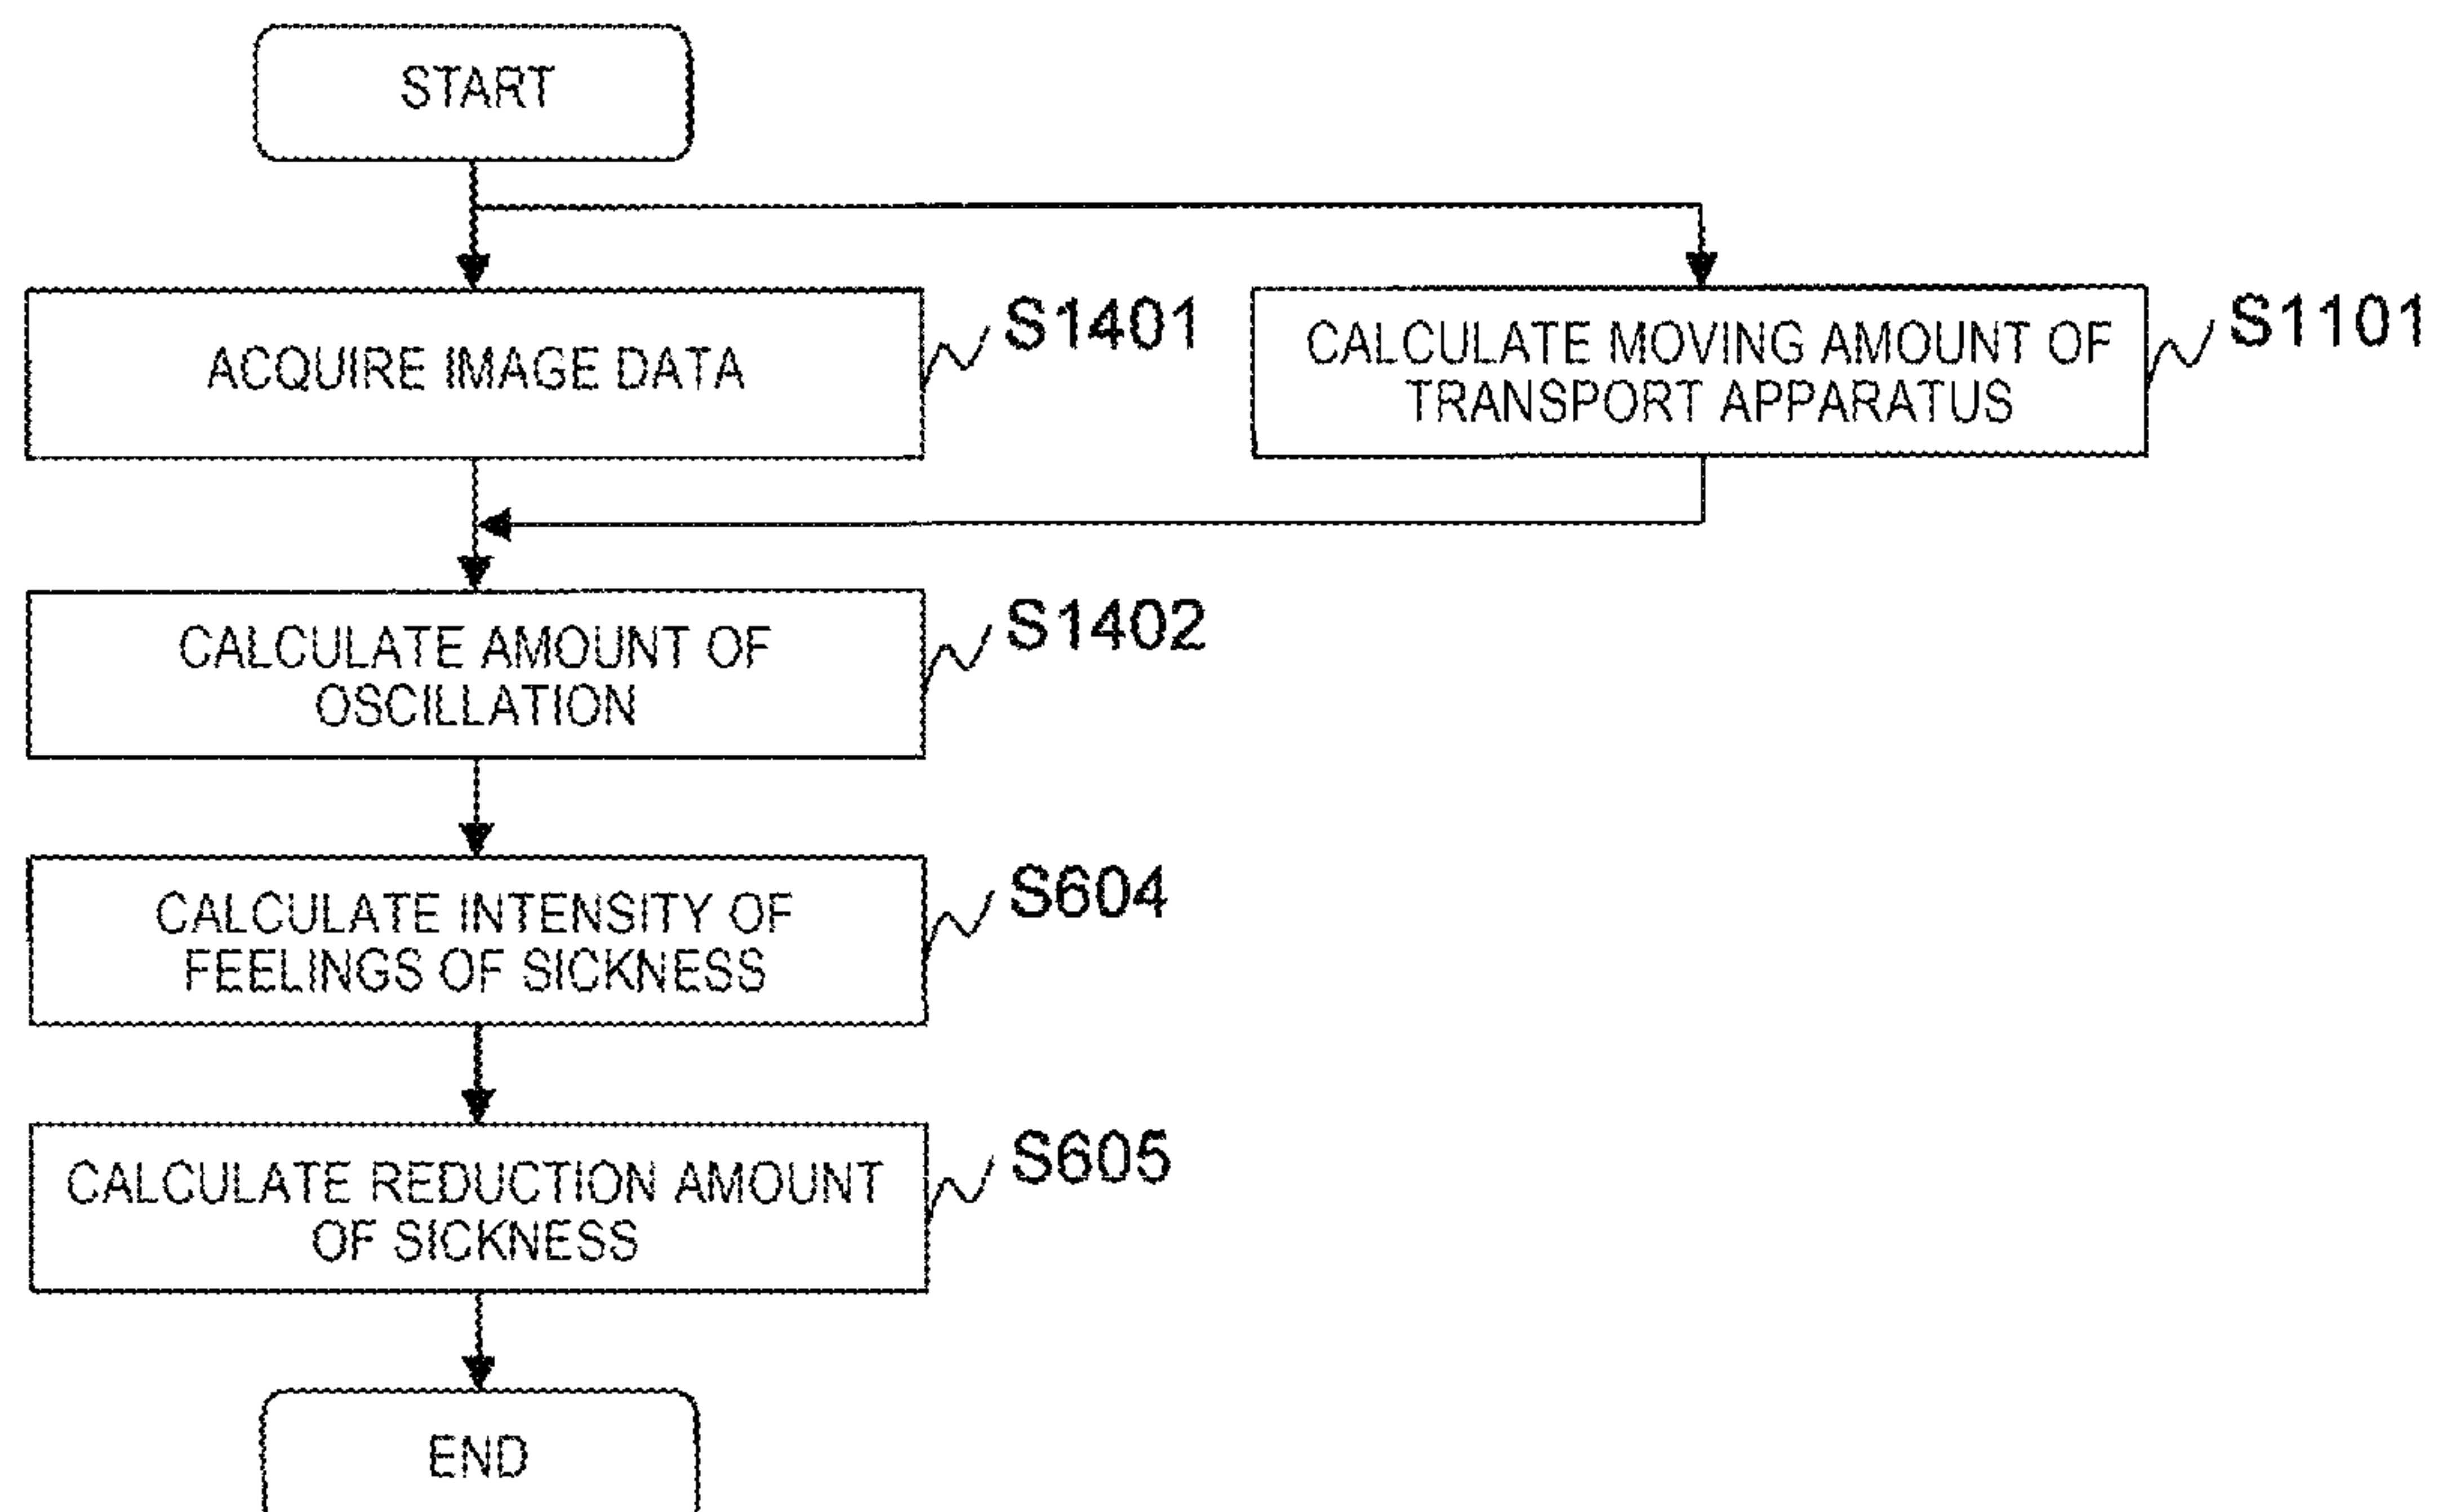 START
ACQUIRE IMAGE DATA
S1401
CALCULATE MOVING AMOUNT OF
TRANSPORT APPARATUS
S1101
CALCULATE AMOUNT OF
OSCILLATION
S1402
CALCULATE INTENSITY OF
FEELINGS OF SICKNESS
S604
CALCULATE REDUCTION AMOUNT
OF SICKNESS
S605
END